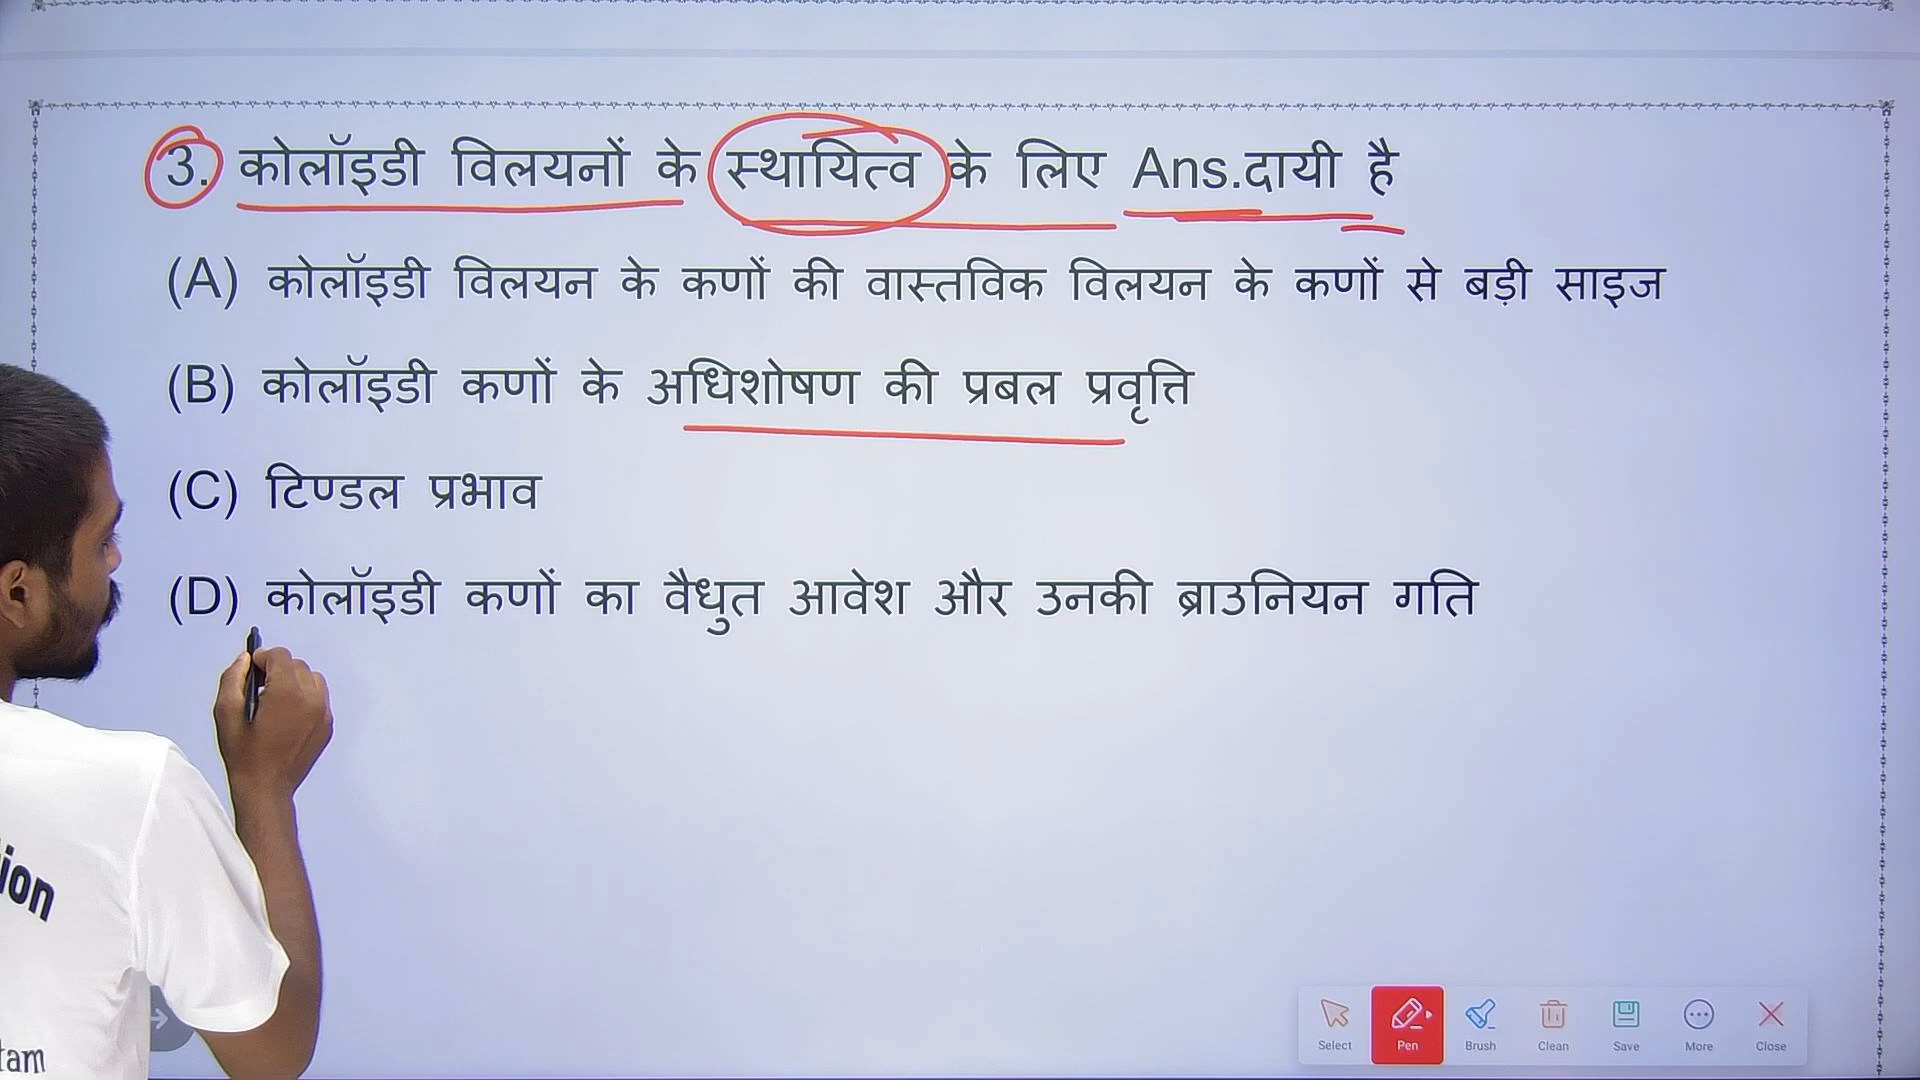 3. कोलॉइडी विलयनों के स्थायित्व के लिए Ans.दायी है
(A) कोलॉइडी विलयन के कणों की वास्तविक विलयन के कणों से बड़ी साइज
(B) कोलॉइडी कणों के अधिशोषण की प्रबल प्रवृत्ति
(C) टिण्डल प्रभाव
(D) कोलॉइडी कणों का वैधुत आवेश और उनकी ब्राउनियन गति
ion
tam
Select Pen Brush Clean Save More Close